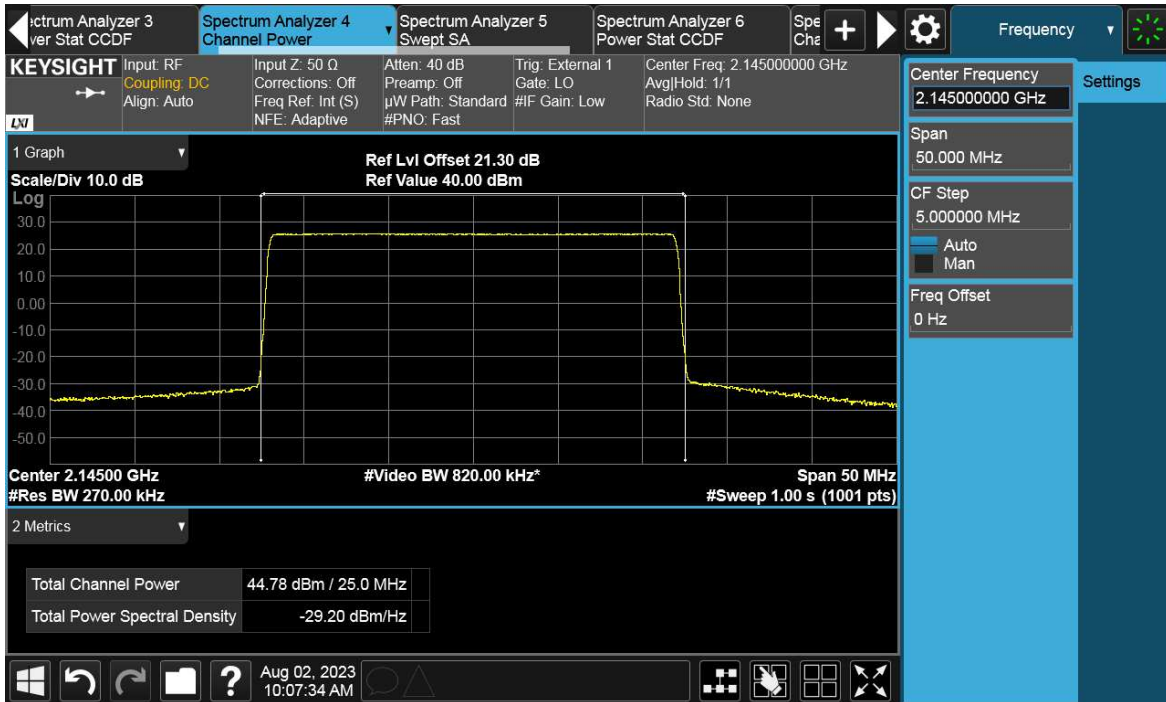 ectrum Analyzer 3
ver Stat CCDF
Spectrum Analyzer 4
Channel Power
Spectrum Analyzer 5
Swept SA
Spectrum Analyzer 6
Power Stat CCDF
Spe
Cha
+
Frequency
KEYSIGHT
LXI
Input: RF
Coupling: DC
Align: Auto
Input Z: 50 Ω
Corrections: Off
Freq Ref: Int (S)
NFE: Adaptive
Atten: 40 dB
Preamp: Off
µW Path: Standard
#PNO: Fast
Trig: External 1
Gate: LO
#IF Gain: Low
Center Freq: 2.145000000 GHz
Avg|Hold: 1/1
Radio Std: None
Center Frequency
2.145000000 GHz
Settings
Span
50.000 MHz
CF Step
5.000000 MHz
Auto
Man
Freq Offset
0 Hz
1 Graph
Scale/Div 10.0 dB
Ref Lvl Offset 21.30 dB
Ref Value 40.00 dBm
Log
30.0
20.0
10.0
0.00
-10.0
-20.0
-30.0
-40.0
-50.0
Center 2.14500 GHz
#Video BW 820.00 kHz*
Span 50 MHz
#Res BW 270.00 kHz
#Sweep 1.00 s (1001 pts)
2 Metrics
Total Channel Power 44.78 dBm / 25.0 MHz
Total Power Spectral Density -29.20 dBm/Hz
?
Aug 02, 2023
10:07:34 AM